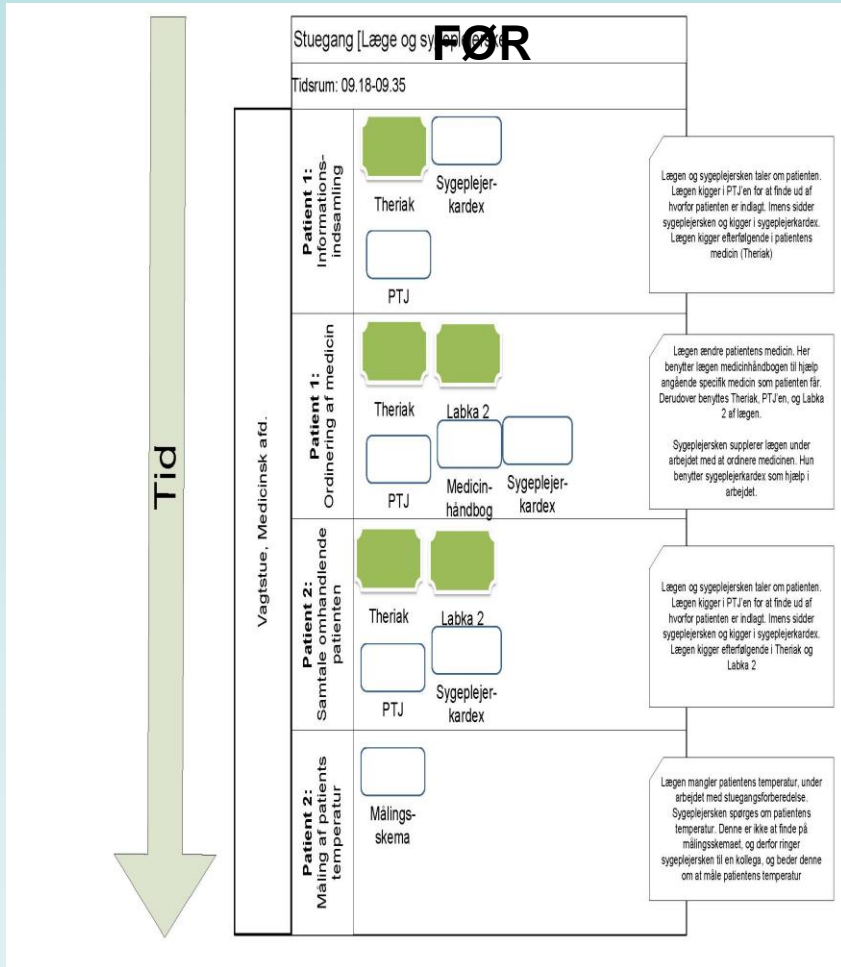 FØR
Stuegang [Læge og sygeplejerske
Tidsrum: 09.18-09.35
Tid
Vagtstue, Medicinsk afd.
Patient 1:
Informations-
indsamling
Theriak
Sygeplejer-
kardex
PTJ
Lægen og sygeplejersken taler om patienten.
Lægen kigger i PTJ'en for at finde ud af
hvorfor patienten er indlagt. Imens sidder
sygeplejersken og kigger i sygeplejerkardex.
Lægen kigger efterfølgende i patientens
medicin (Theriak)
Patient 1:
Ordinering af medicin
Theriak
Labka 2
PTJ
Medicin-
håndbog
Sygeplejer-
kardex
Lægen ændre patientens medicin. Her
benytter lægen medicinhåndbogen til hjælp
angående specifik medicin som patienten får.
Derudover benyttes Theriak, PTJ'en, og Labka
2 af lægen.
Sygeplejersken supplerer lægen under
arbejdet med at ordinere medicinen. Hun
benytter sygeplejerkardex som hjælp i
arbejdet.
Patient 2:
Samtale omhandlende
patienten
Theriak
Labka 2
PTJ
Sygeplejer-
kardex
Lægen og sygeplejersken taler om patienten.
Lægen kigger i PTJ'en for at finde ud af
hvorfor patienten er indlagt. Imens sidder
sygeplejersken og kigger i sygeplejerkardex.
Lægen kigger efterfølgende i Theriak og
Labka 2
Patient 2:
Måling af patients
temperatur
Målings-
skema
Lægen mangler patientens temperatur, under
arbejdet med stuegangsforberedelse.
Sygeplejersken spørges om patientens
temperatur. Denne er ikke at finde på
målingsskemaet, og derfor ringer
sygeplejersken til en kollega, og beder denne
om at måle patientens temperatur